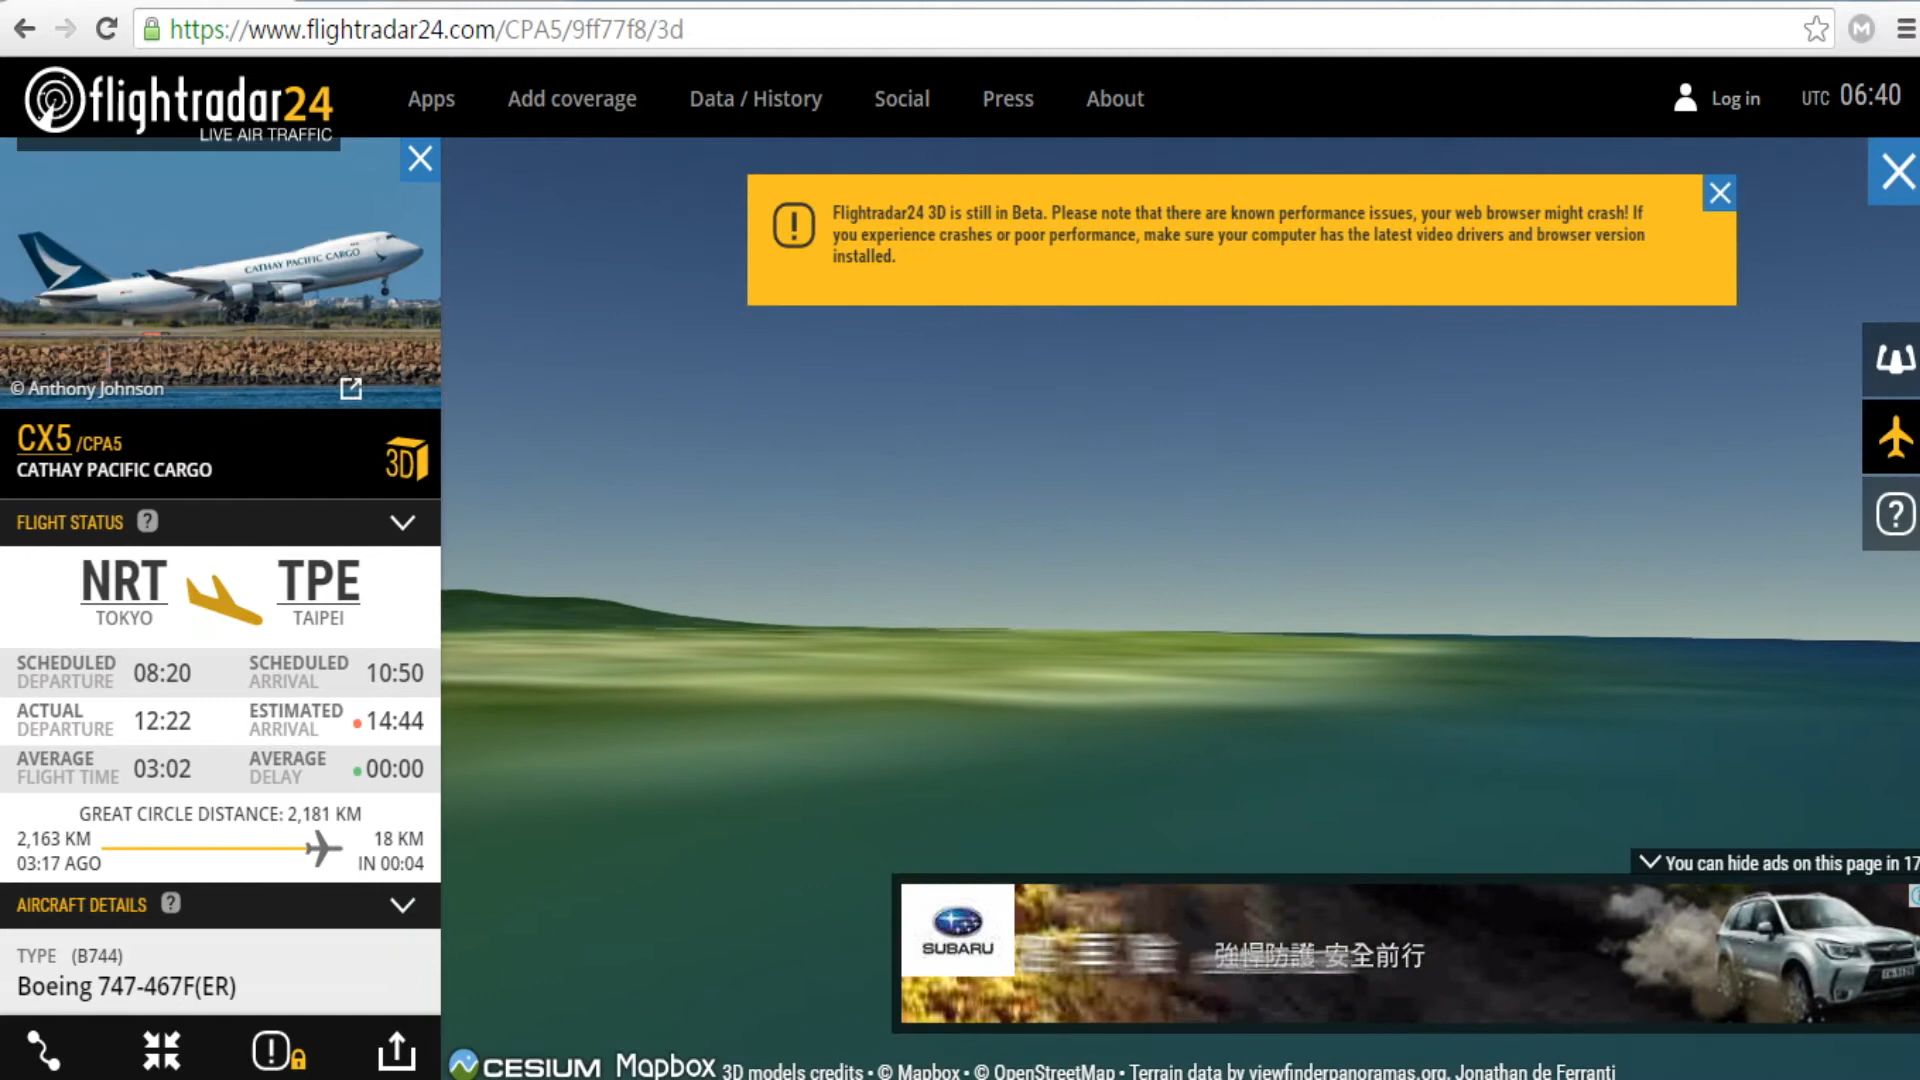 https://www.flightradar24.com/CPA5/9ff77f8/3d
flightradar24
LIVE AIR TRAFFIC
Apps
Add coverage
Data / History
Social
Press
About
Log in
UTC 06:40
CATHAY PACIFIC CARGO
© Anthony Johnson
Flightradar24 3D is still in Beta. Please note that there are known performance issues, your web browser might crash! If
you experience crashes or poor performance, make sure your computer has the latest video drivers and browser version
installed.
CX5 /CPA5
CATHAY PACIFIC CARGO
3D
FLIGHT STATUS ?
NRT TPE
TOKYO TAIPEI
SCHEDULED DEPARTURE 08:20 SCHEDULED ARRIVAL 10:50
ACTUAL DEPARTURE 12:22 ESTIMATED ARRIVAL 14:44
AVERAGE FLIGHT TIME 03:02 AVERAGE DELAY 00:00
GREAT CIRCLE DISTANCE: 2,181 KM
2,163 KM 18 KM
03:17 AGO IN 00:04
AIRCRAFT DETAILS ?
TYPE (B744)
Boeing 747-467F(ER)
You can hide ads on this page in 17
SUBARU
強悍防護 安全前行
CESIUM Mapbox 3D models credits • © Mapbox • © OpenStreetMap • Terrain data by viewfinderpanoramas.org, Jonathan de Ferranti